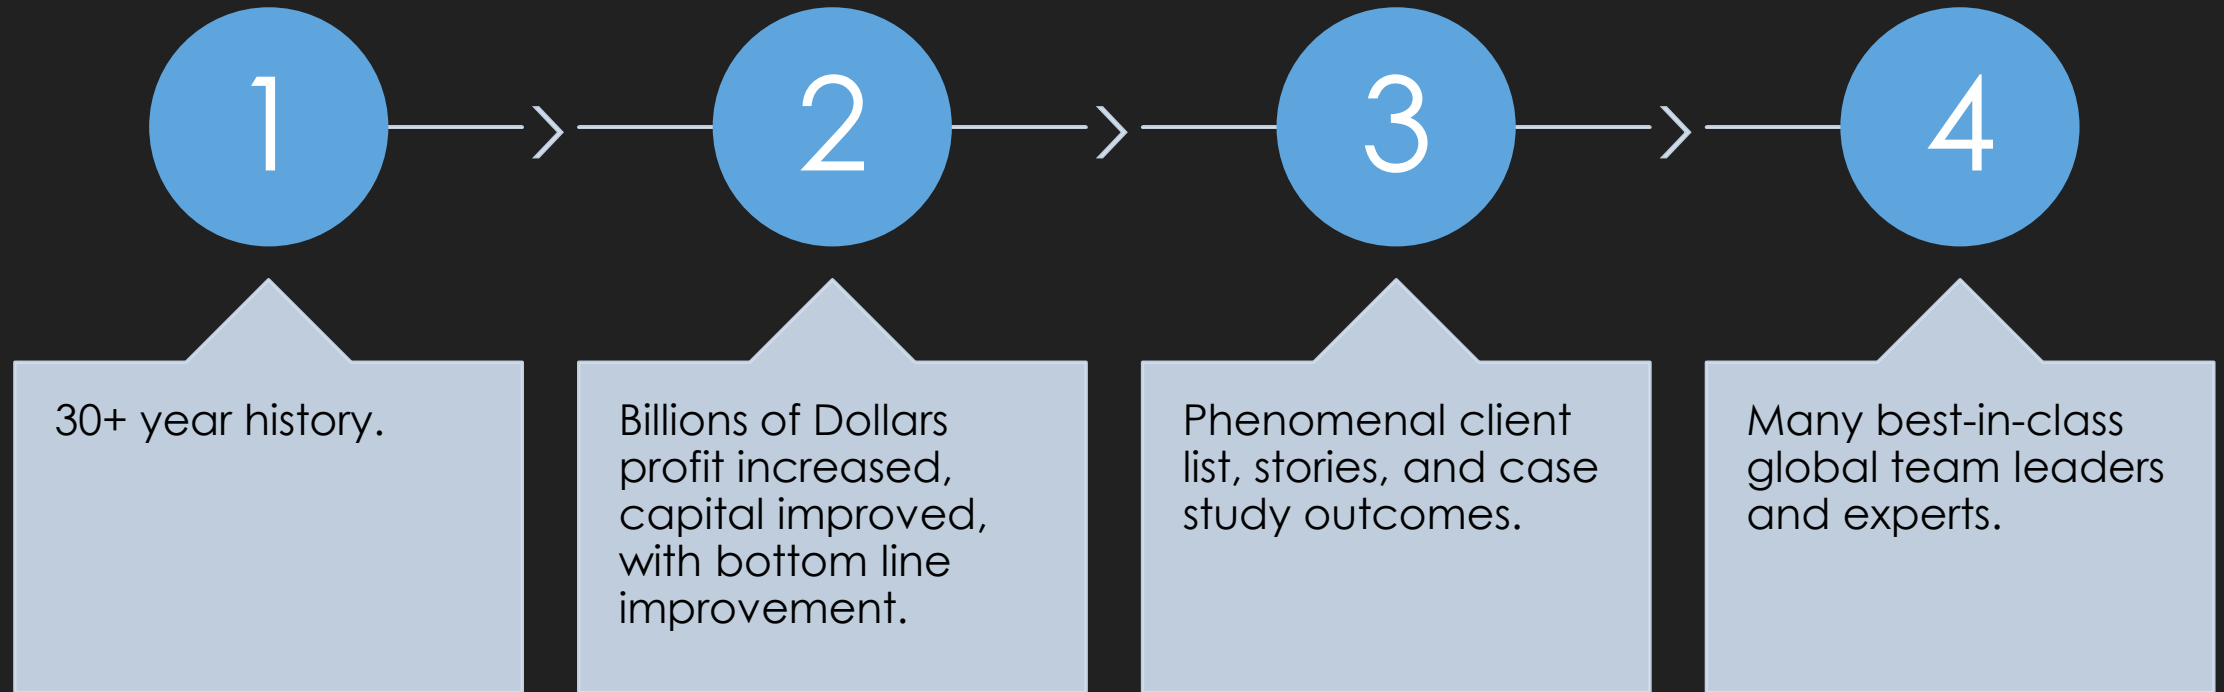 1
2
3
4
30+ year history.
Billions of Dollars
profit increased,
capital improved,
with bottom line
improvement.
Phenomenal client
list, stories, and case
study outcomes.
Many best-in-class
global team leaders
and experts.